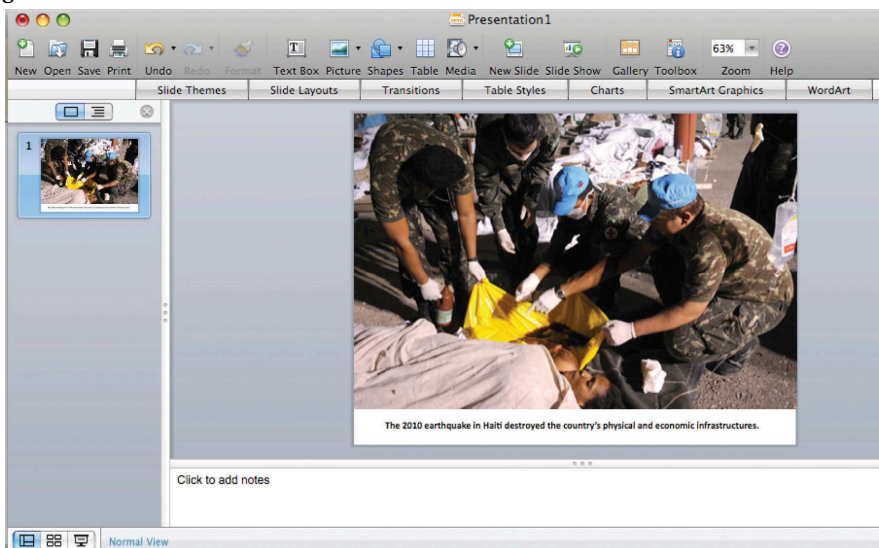 Presentation1
New Open Save Print Undo Redo Format Text Box Picture Shapes Table Media New Slide Slide Show Gallery Toolbox Zoom Help
63%
Slide Themes Slide Layouts Transitions Table Styles Charts SmartArt Graphics WordArt
1
The 2010 earthquake in Haiti destroyed the country's physical and economic infrastructures.
Click to add notes
Normal View